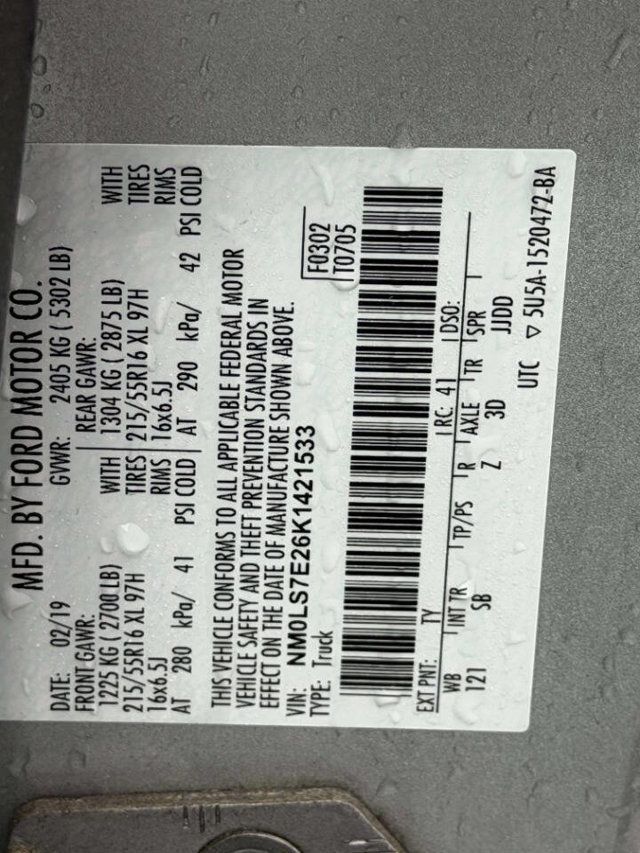 MFD. BY FORD MOTOR CO.
DATE: 02/19 GVWR: 2405 KG ( 5302 LB)
FRONT GAWR: REAR GAWR:
1225 KG ( 2700 LB) WITH 1304 KG ( 2875 LB) WITH
215/55R16 XL 97H TIRES 215/55R16 XL 97H TIRES
16x6.5J RIMS 16x6.5J RIMS
AT 280 kPa/ 41 PSI COLD AT 290 kPa/ 42 PSI COLD
THIS VEHICLE CONFORMS TO ALL APPLICABLE FEDERAL MOTOR
VEHICLE SAFETY AND THEFT PREVENTION STANDARDS IN
EFFECT ON THE DATE OF MANUFACTURE SHOWN ABOVE.
VIN: NM0LS7E26K1421533 F0302
TYPE: Truck T0705
EXT PNT: TY RC: 41 DSO:
WB INT TR TP/PS R AXLE TR SPR
121 SB Z 3D JJDD
UTC ▽ 5U5A-1520472-BA